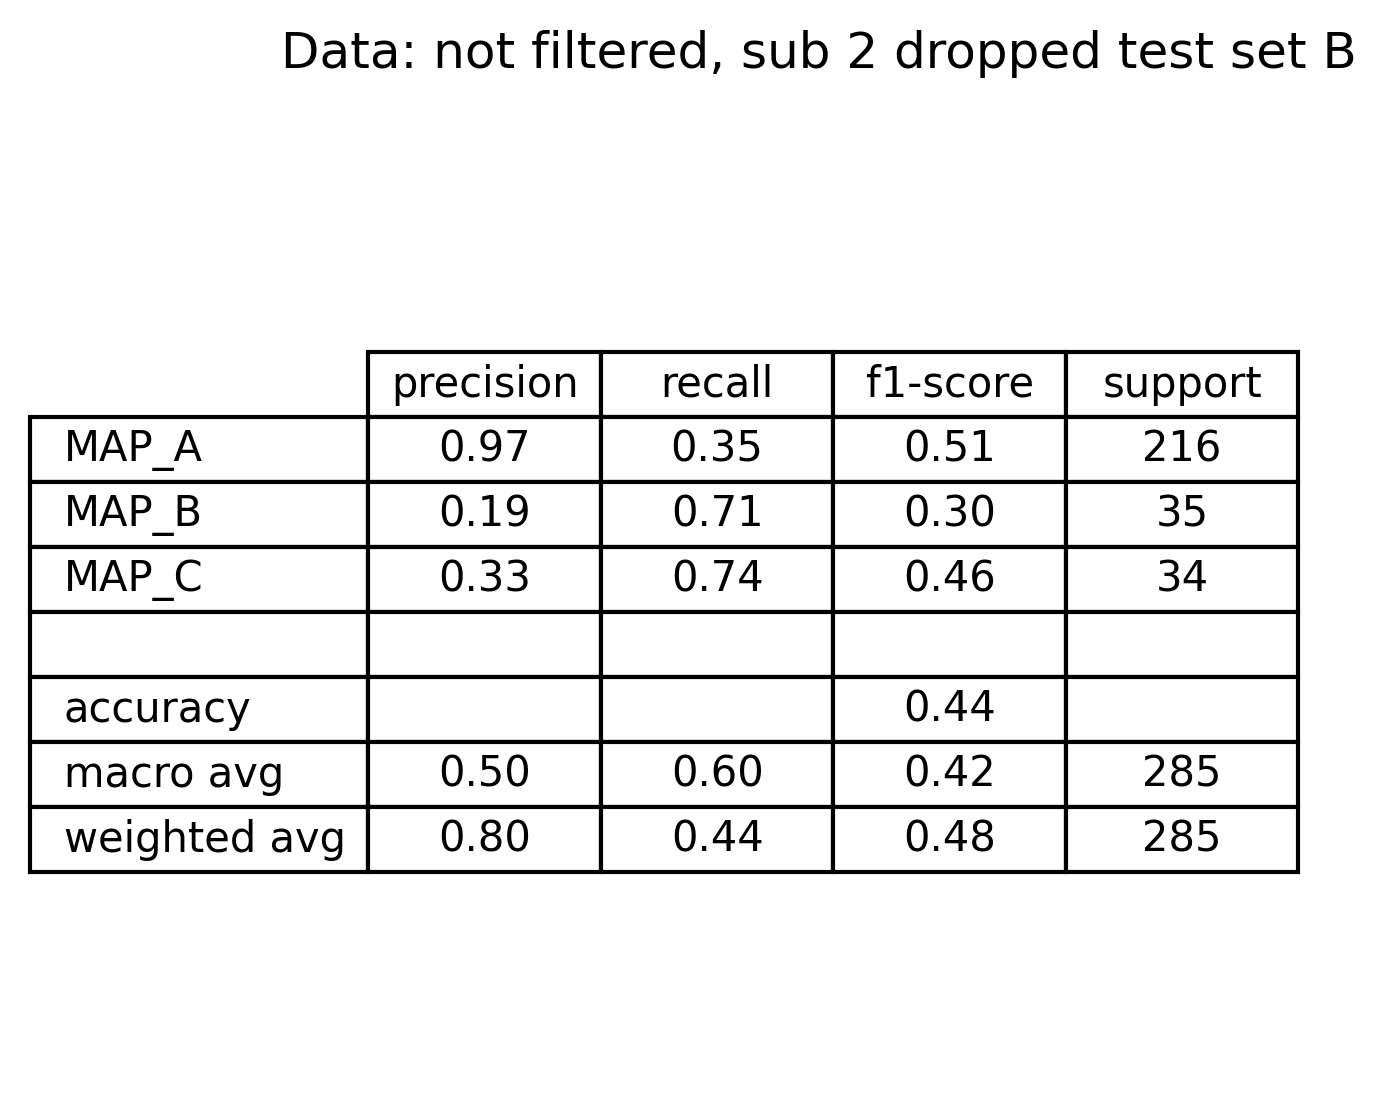 Data: not filtered, sub 2 dropped test set B
precision recall f1-score support
MAP_A 0.97 0.35 0.51 216
MAP_B 0.19 0.71 0.30 35
MAP_C 0.33 0.74 0.46 34
accuracy 0.44
macro avg 0.50 0.60 0.42 285
weighted avg 0.80 0.44 0.48 285